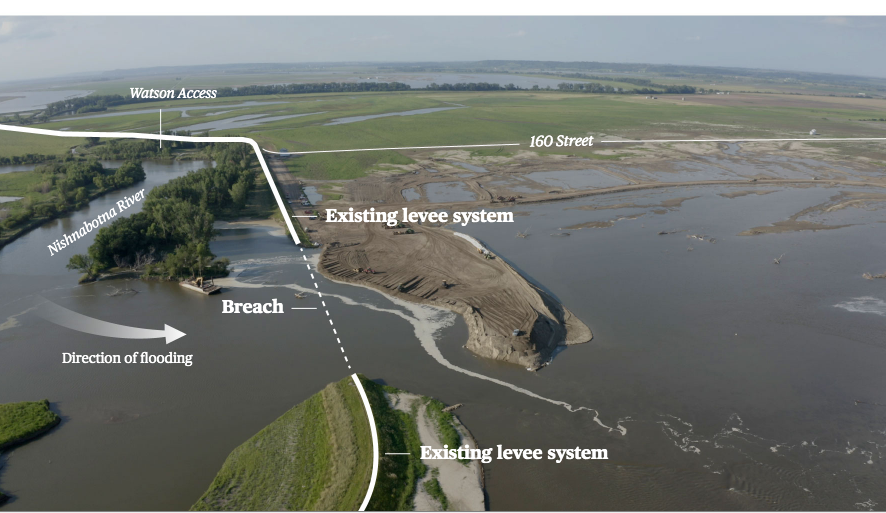 Watson Access
160 Street
Nishnabotna River
Existing levee system
Breach
Direction of flooding
Existing levee system